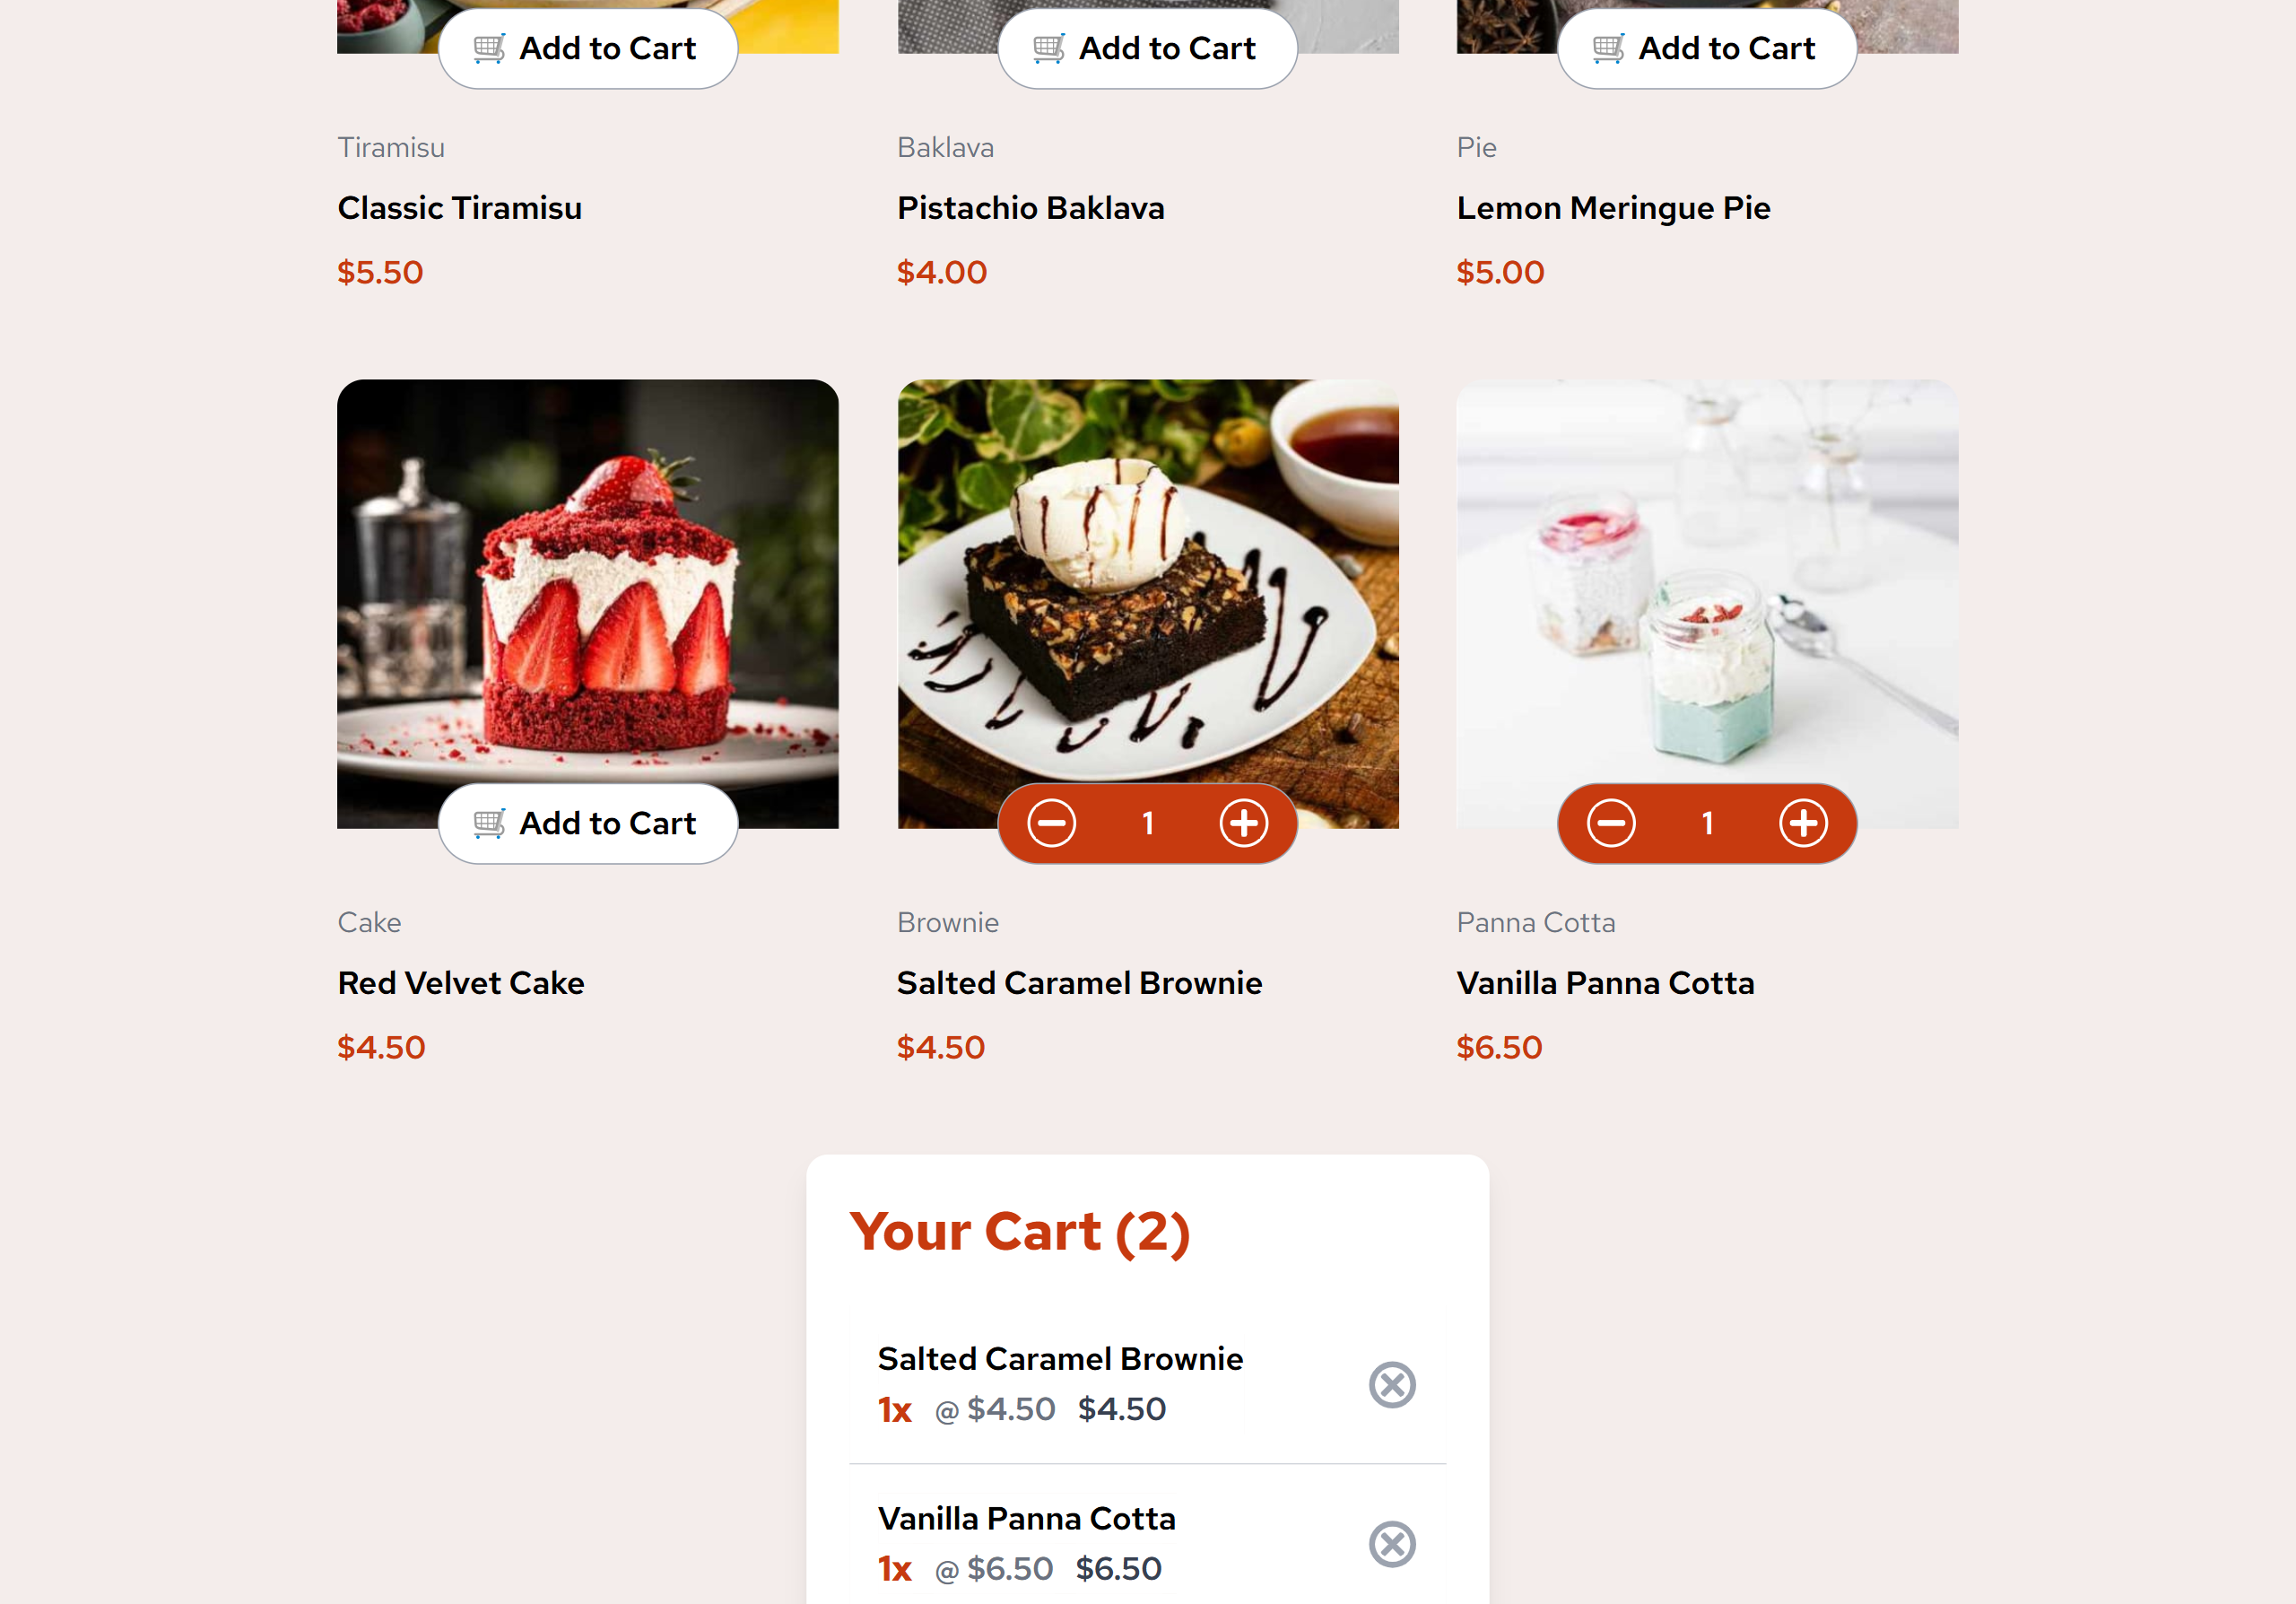 Add to Cart Add to Cart Add to Cart
Tiramisu Baklava Pie
Classic Tiramisu Pistachio Baklava Lemon Meringue Pie
$5.50 $4.00 $5.00
Add to Cart 1 1
Cake Brownie Panna Cotta
Red Velvet Cake Salted Caramel Brownie Vanilla Panna Cotta
$4.50 $4.50 $6.50
Your Cart (2)
Salted Caramel Brownie
1x @ $4.50 $4.50
Vanilla Panna Cotta
1x @ $6.50 $6.50